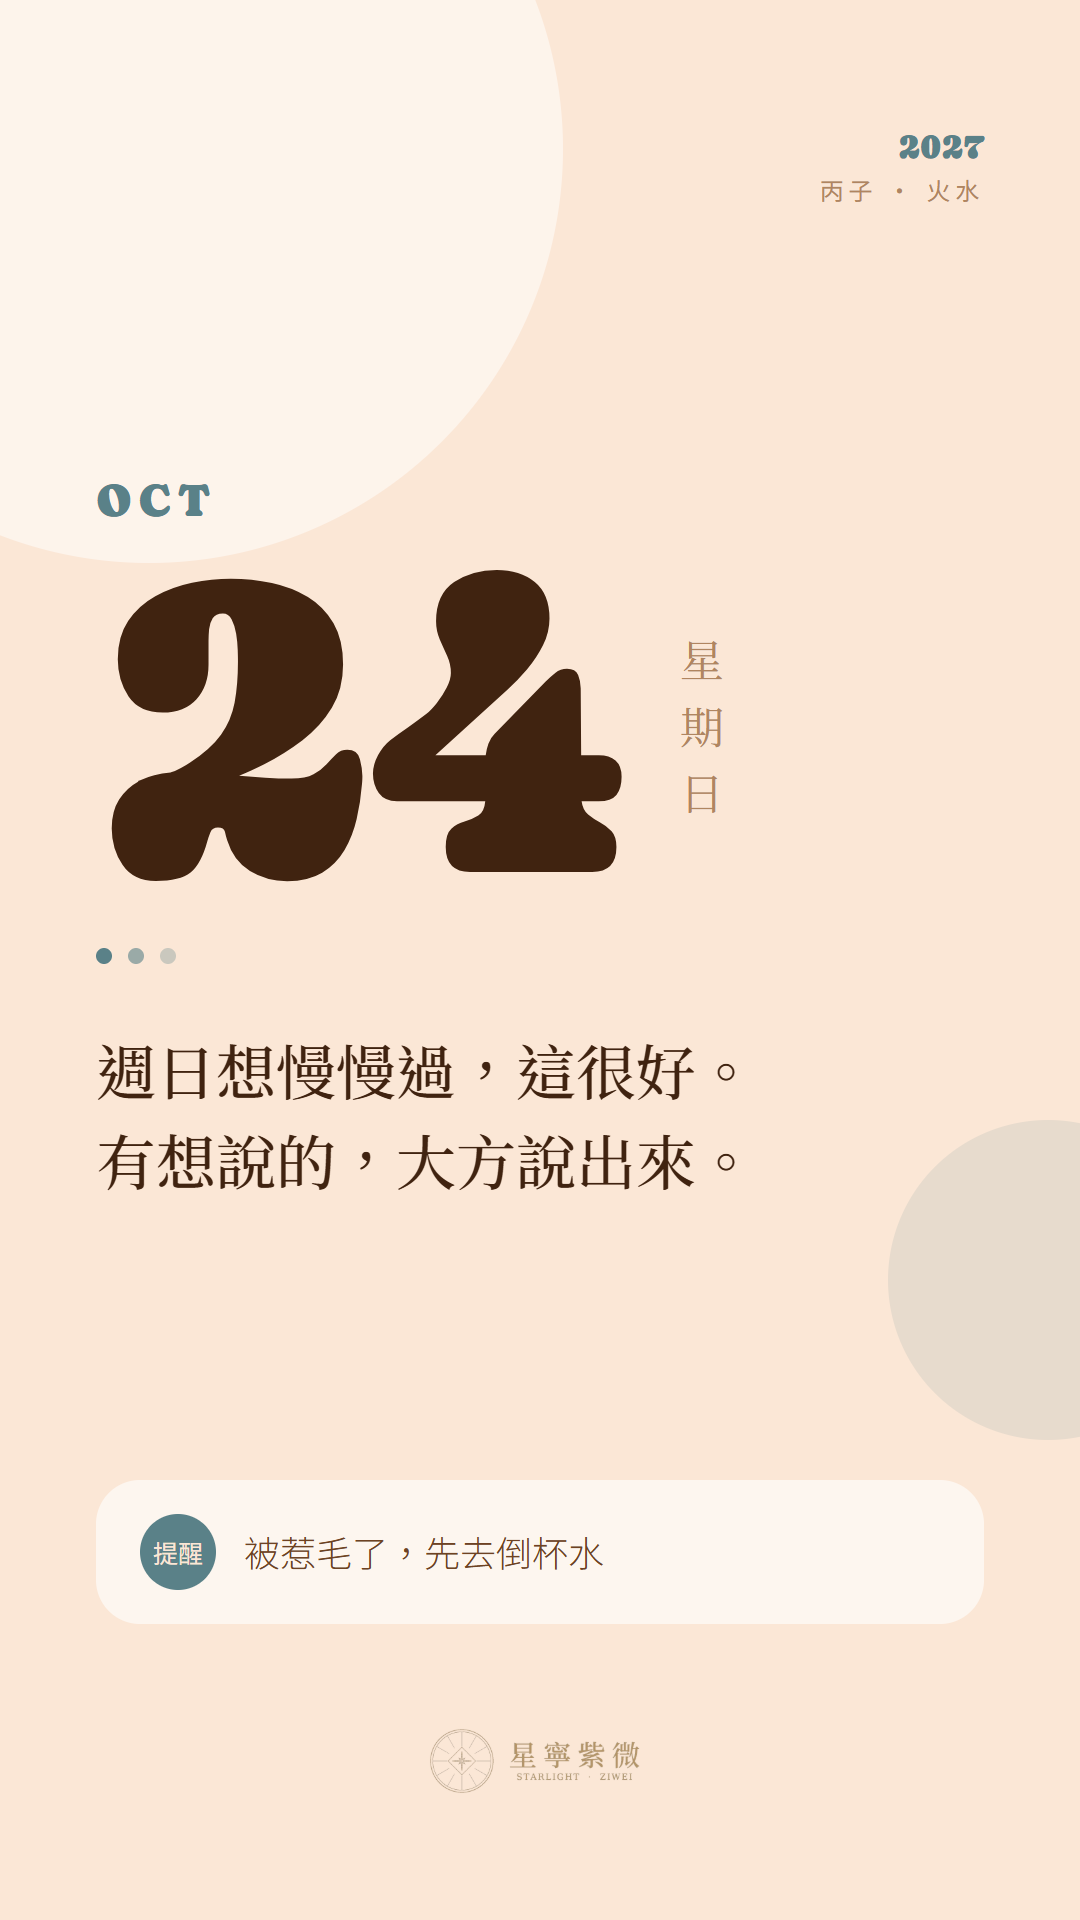 2027
丙子 • 火水
OCT
24
星期日
週日想慢慢過，這很好。
有想說的，大方說出來。
提醒
被惹毛了，先去倒杯水
星寧紫微
STARLIGHT · ZIWEI